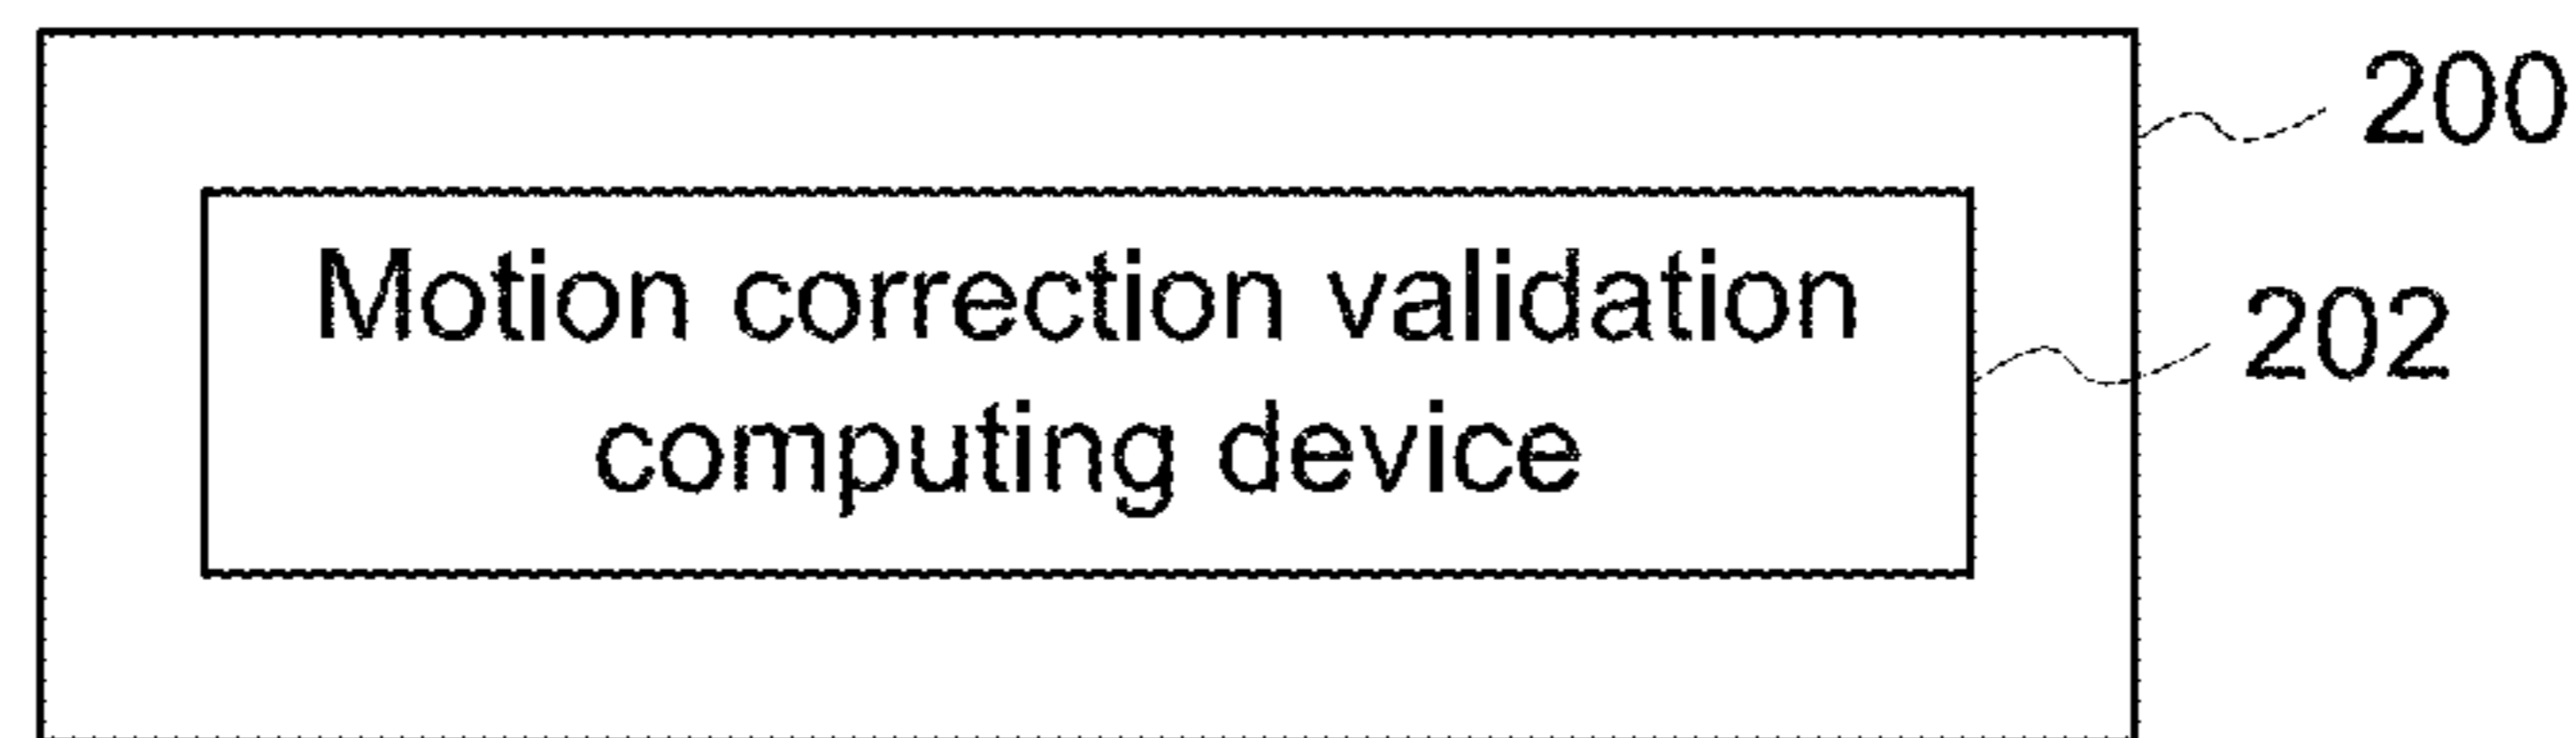 200
Motion correction validation
computing device
202